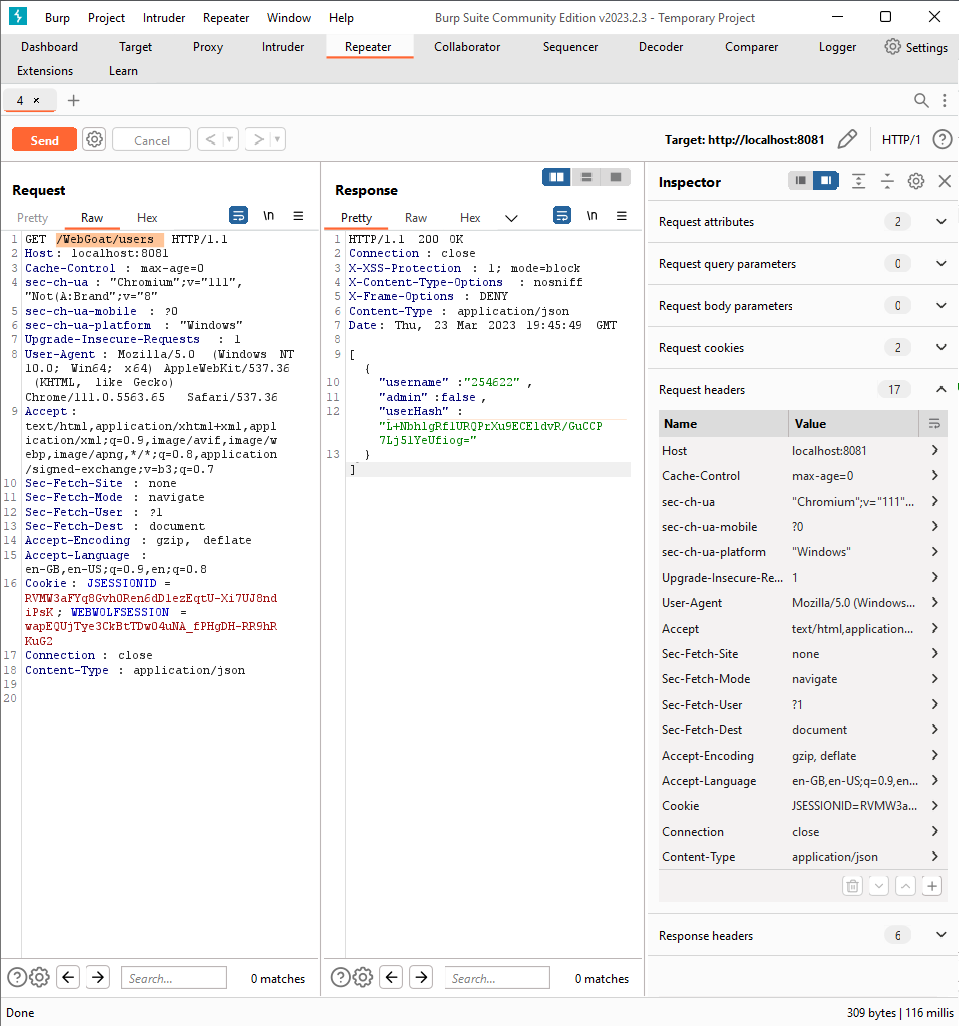 Burp Project Intruder Repeater Window Help Burp Suite Community Edition v2023.2.3 - Temporary Project
Dashboard Target Proxy Intruder Repeater Collaborator Sequencer Decoder Comparer Logger Settings
Extensions Learn
4 × +
Send Cancel < > Target: http://localhost:8081 HTTP/1 ?
Request
Pretty Raw Hex \n
1 GET /WebGoat/users HTTP/1.1
2 Host: localhost:8081
3 Cache-Control : max-age=0
4 sec-ch-ua : "Chromium";v="111",
"Not(A:Brand";v="8"
5 sec-ch-ua-mobile : ?0
6 sec-ch-ua-platform : "Windows"
7 Upgrade-Insecure-Requests : 1
8 User-Agent : Mozilla/5.0 (Windows NT
10.0; Win64; x64) AppleWebKit/537.36
(KHTML, like Gecko)
Chrome/111.0.5563.65 Safari/537.36
9 Accept :
text/html,application/xhtml+xml,appl
ication/xml;q=0.9,image/avif,image/w
ebp,image/apng,*/*;q=0.8,application
/signed-exchange;v=b3;q=0.7
10 Sec-Fetch-Site : none
11 Sec-Fetch-Mode : navigate
12 Sec-Fetch-User : ?1
13 Sec-Fetch-Dest : document
14 Accept-Encoding : gzip, deflate
15 Accept-Language :
en-GB,en-US;q=0.9,en;q=0.8
16 Cookie : JSESSIONID =
RVMW3aFYq8GvhORen6dDlezEqtU-Xi7UJ8nd
iPsK ; WEBWOLFSESSION =
wapEQUjTye3CkBtTDwO4uNA_fPHgDH-RR9hR
KuG2
17 Connection : close
18 Content-Type : application/json
19
20
Response
Pretty Raw Hex \n
1 HTTP/1.1 200 OK
2 Connection : close
3 X-XSS-Protection : 1; mode=block
4 X-Content-Type-Options : nosniff
5 X-Frame-Options : DENY
6 Content-Type : application/json
7 Date: Thu, 23 Mar 2023 19:45:49 GMT
8
9 [
{
10 "username" :"254622" ,
11 "admin" :false ,
12 "userHash" :
"L+NbhlgRflURQPrXu9ECEldvR/GuCCP
7Lj5lYeUfiog="
13 }
]
Inspector
Request attributes 2
Request query parameters 0
Request body parameters 0
Request cookies 2
Request headers 17
Name Value
Host localhost:8081
Cache-Control max-age=0
sec-ch-ua "Chromium";v="111"...
sec-ch-ua-mobile ?0
sec-ch-ua-platform "Windows"
Upgrade-Insecure-Re... 1
User-Agent Mozilla/5.0 (Windows...
Accept text/html,application...
Sec-Fetch-Site none
Sec-Fetch-Mode navigate
Sec-Fetch-User ?1
Sec-Fetch-Dest document
Accept-Encoding gzip, deflate
Accept-Language en-GB,en-US;q=0.9,en...
Cookie JSESSIONID=RVMW3a...
Connection close
Content-Type application/json
Response headers 6
? Search... 0 matches
? Search... 0 matches
Done 309 bytes | 116 millis